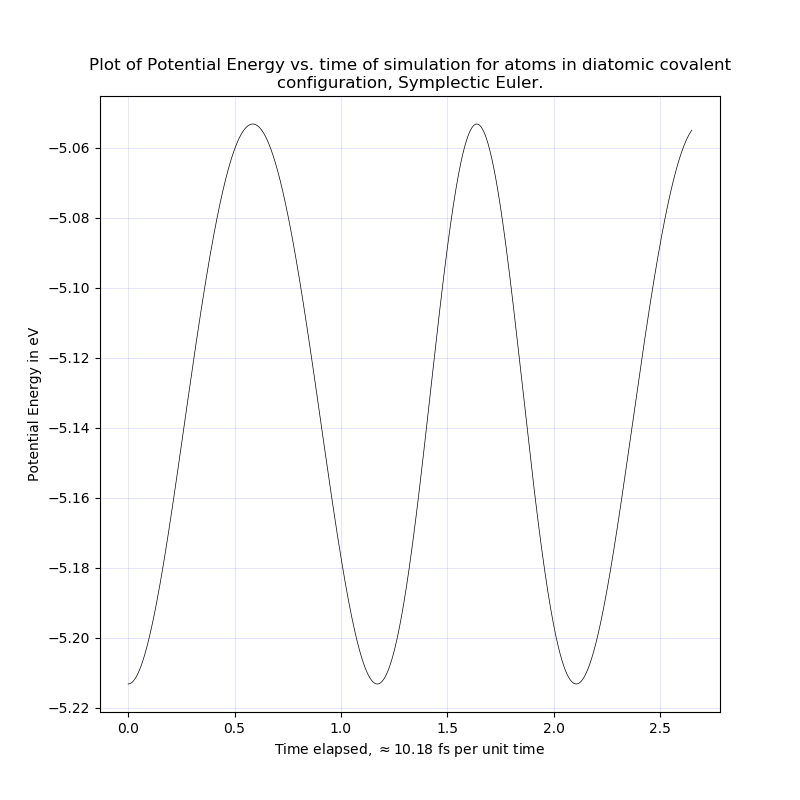 Plot of Potential Energy vs. time of simulation for atoms in diatomic covalent
configuration, Symplectic Euler.
−5.06
−5.08
−5.10
−5.12
−5.14
−5.16
−5.18
−5.20
−5.22
Potential Energy in eV
0.0 0.5 1.0 1.5 2.0 2.5
Time elapsed, ≈ 10.18 fs per unit time